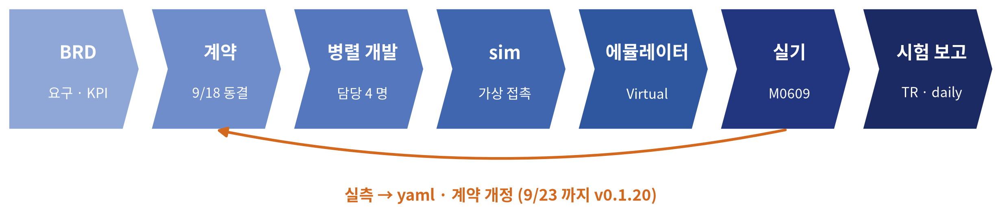 BRD
요구 · KPI
계약
9/18 동결
병렬 개발
담당 4 명
sim
가상 접촉
에뮬레이터
Virtual
실기
M0609
시험 보고
TR · daily
실측 → yaml · 계약 개정 (9/23 까지 v0.1.20)